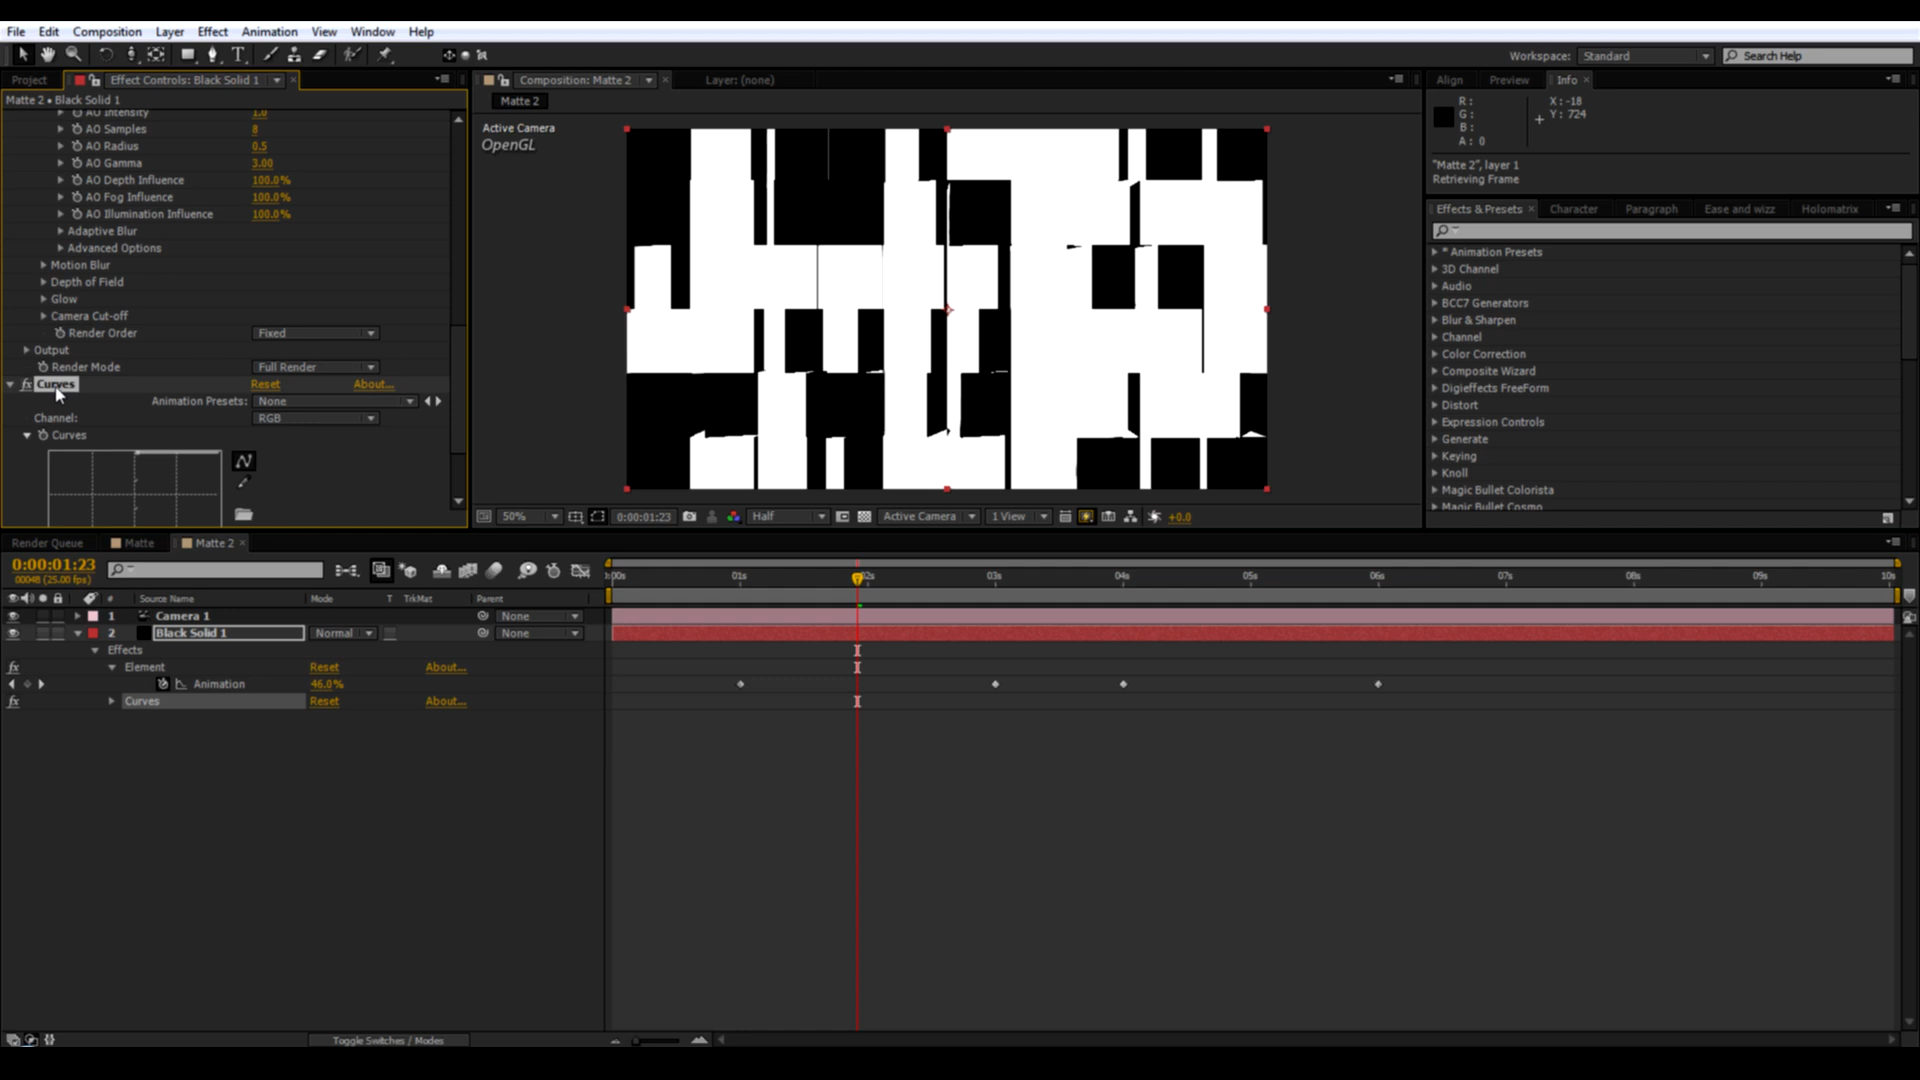 File Edit Composition Layer Effect Animation View Window Help
Workspace: Standard Search Help
Project Effect Controls: Black Solid 1
Matte 2 • Black Solid 1
AO Intensity 1.0
AO Samples 8
AO Radius 0.5
AO Gamma 3.00
AO Depth Influence 100.0%
AO Fog Influence 100.0%
AO Illumination Influence 100.0%
Adaptive Blur
Advanced Options
Motion Blur
Depth of Field
Glow
Camera Cut-off
Render Order Fixed
Output
Render Mode Full Render
fx Curves Reset About...
Animation Presets: None
Channel: RGB
Curves
Composition: Matte 2 Layer: (none)
Matte 2
Active Camera
OpenGL
50% 0:00:01:23 Half Active Camera 1 View +0.0
Align Preview Info
R: X: -18
G: Y: 724
B:
A: 0
"Matte 2", layer 1
Retrieving Frame
Effects & Presets Character Paragraph Ease and wizz Holomatrix
* Animation Presets
3D Channel
Audio
BCC7 Generators
Blur & Sharpen
Channel
Color Correction
Composite Wizard
Digieffects FreeForm
Distort
Expression Controls
Generate
Keying
Knoll
Magic Bullet Colorista
Magic Bullet Cosmo
Render Queue Matte Matte 2
0:00:01:23
00048 (25.00 fps)
# Source Name Mode T TrkMat Parent
:00s 01s 02s 03s 04s 05s 06s 07s 08s 09s 10s
1 Camera 1 None
2 Black Solid 1 Normal None
Effects
fx Element Reset About...
Animation 46.0%
fx Curves Reset About...
Toggle Switches / Modes